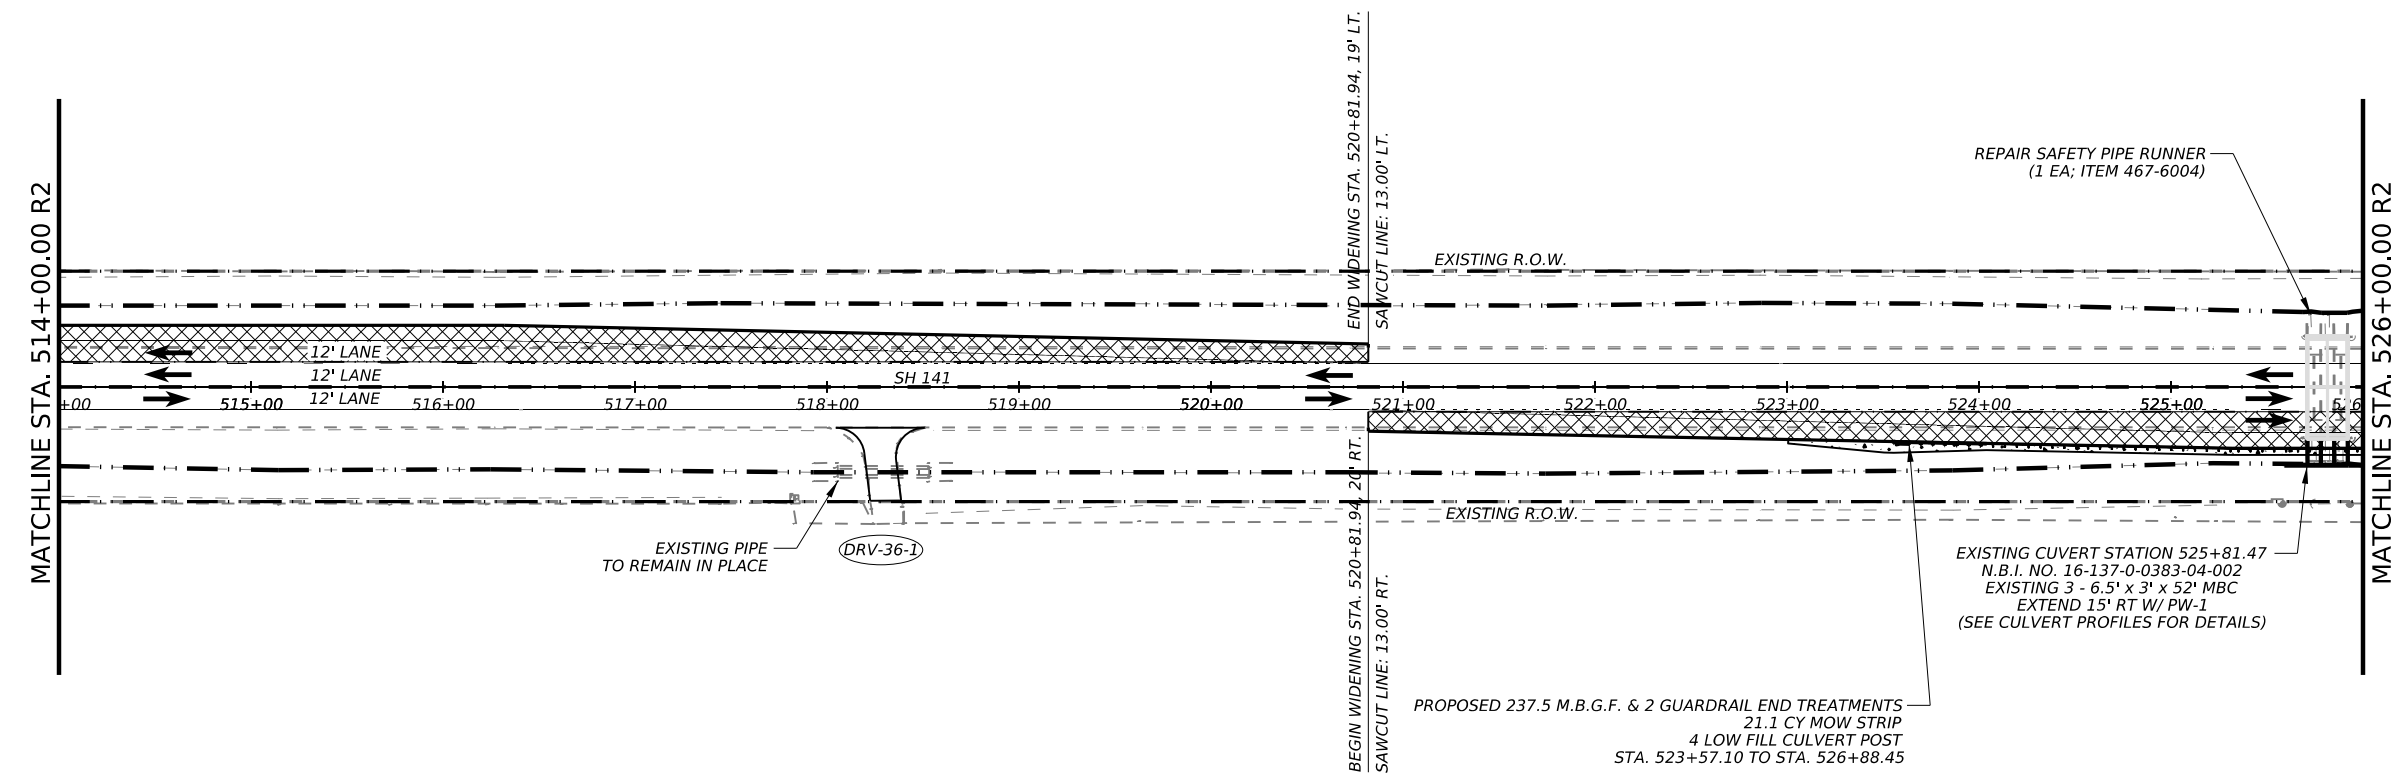 MATCHLINE STA. 514+00.00 R2
END WIDENING STA. 520+81.94, 19' LT.
SAWCUT LINE: 13.00' LT.
REPAIR SAFETY PIPE RUNNER
(1 EA; ITEM 467-6004)
MATCHLINE STA. 526+00.00 R2
EXISTING R.O.W.
12' LANE
12' LANE
SH 141
12' LANE
+00
515+00
516+00
517+00
518+00
519+00
520+00
521+00
522+00
523+00
524+00
525+00
526
EXISTING R.O.W.
EXISTING PIPE
TO REMAIN IN PLACE
DRV-36-1
BEGIN WIDENING STA. 520+81.94, 20' RT.
SAWCUT LINE: 13.00' RT.
EXISTING CUVERT STATION 525+81.47
N.B.I. NO. 16-137-0-0383-04-002
EXISTING 3 - 6.5' x 3' x 52' MBC
EXTEND 15' RT W/ PW-1
(SEE CULVERT PROFILES FOR DETAILS)
PROPOSED 237.5 M.B.G.F. & 2 GUARDRAIL END TREATMENTS
21.1 CY MOW STRIP
4 LOW FILL CULVERT POST
STA. 523+57.10 TO STA. 526+88.45